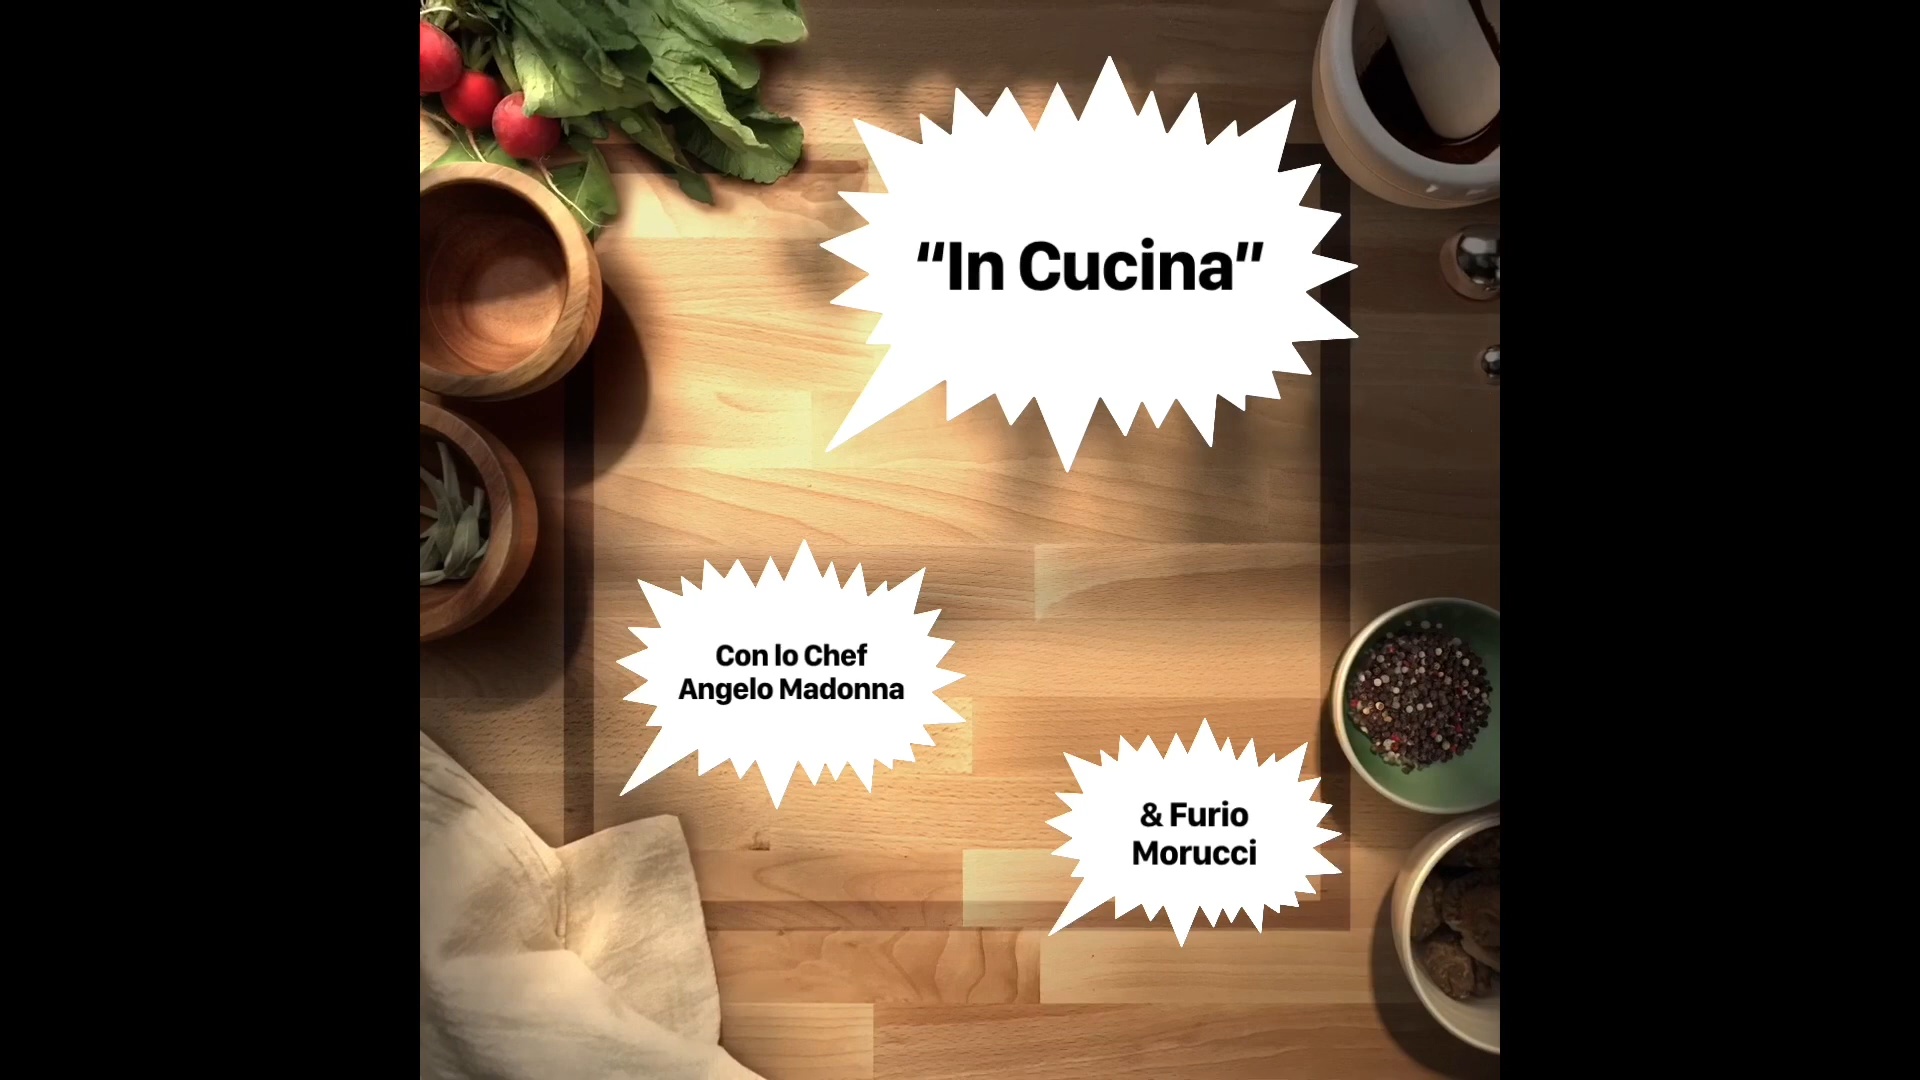 “In Cucina”
Con lo Chef
Angelo Madonna
& Furio
Morucci